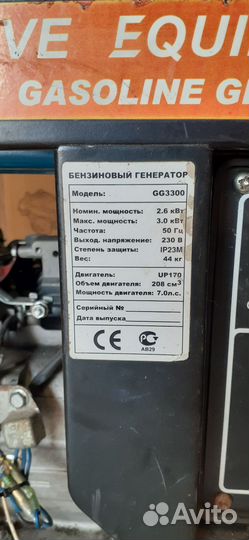 VE EQUI
GASOLINE GE
БЕНЗИНОВЫЙ ГЕНЕРАТОР
Модель: GG3300
Номин. мощность: 2.6 кВт
Макс. мощность: 3.0 кВт
Частота: 50 Гц
Выход. напряжение: 230 В
Степень защиты: IP23M
Вес: 44 кг
Двигатель: UP170
Объем двигателя: 208 см³
Мощность двигателя: 7.0л.с.
Серийный №:
Дата выпуска
CE РС
АВ29
Avito